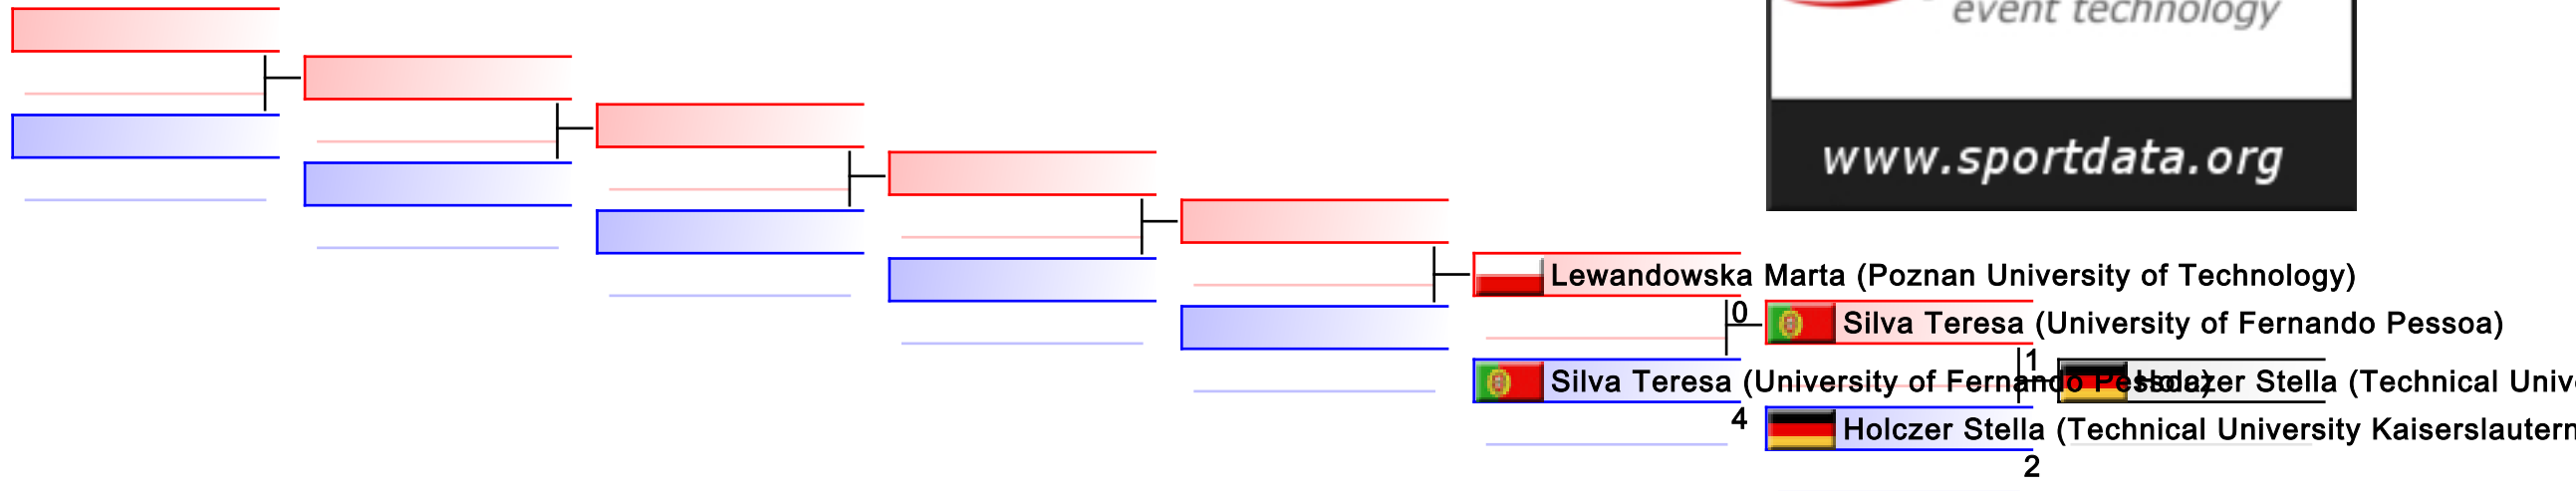 event technology
www.sportdata.org
Lewandowska Marta (Poznan University of Technology)
0
Silva Teresa (University of Fernando Pessoa)
1
Silva Teresa (University of Fernando Pessoa)
Holczer Stella (Technical Univ
4
Holczer Stella (Technical University Kaiserslautern
2